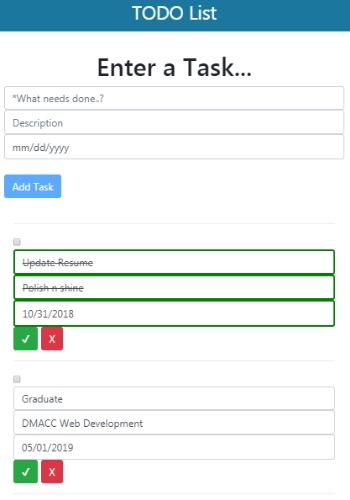 TODO List
Enter a Task...
*What needs done..?
Description
mm/dd/yyyy
Add Task
Update Resume
Polish n shine
10/31/2018
✓ X
Graduate
DMACC Web Development
05/01/2019
✓ X